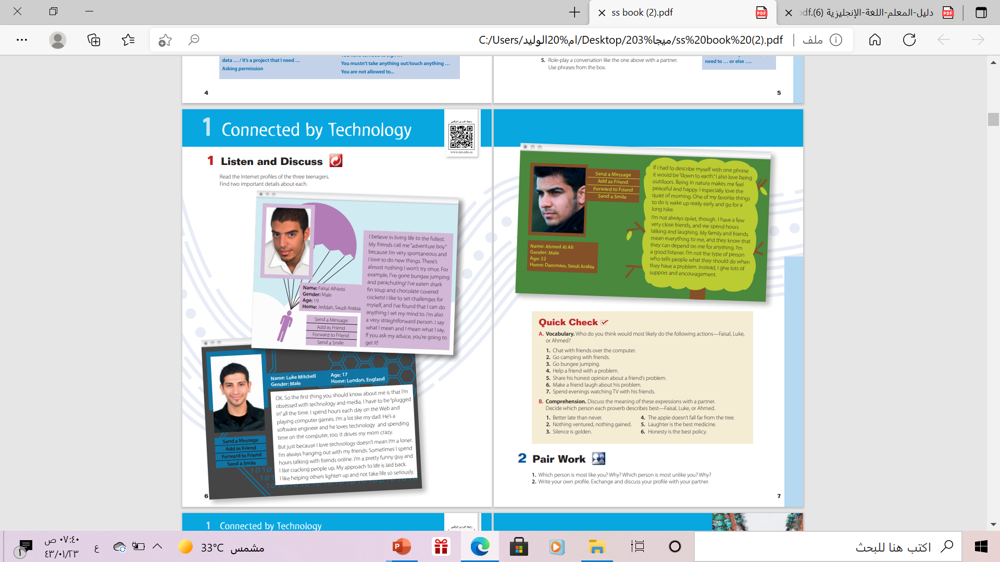 ss book (2).pdf
دليل-المعلم-اللغة-الإنجليزية (6).pdf
C:/Users/ام%20الوليد/Desktop/ميجا%203/ss%20book%20(2).pdf
ملف
data ... / It's a project that I need ...
Asking permission
You mustn't take anything out/touch anything ...
You are not allowed to...
4
5. Role-play a conversation like the one above with a partner.
Use phrases from the box.
need to ... or else ....
5
1 Connected by Technology
رابط الدرس الرقمي
www.ien.edu.sa
1 Listen and Discuss
Read the Internet profiles of the three teenagers.
Find two important details about each.
I believe in living life to the fullest.
My friends call me "adventure boy"
because I'm very spontaneous and
I love to do new things. There's
almost nothing I won't try once. For
example, I've gone bungee jumping
and parachuting! I've eaten shark
fin soup and chocolate covered
crickets! I like to set challenges for
myself, and I've found that I can do
anything I set my mind to. I'm also
a very straightforward person. I say
what I mean and I mean what I say.
If you ask my advice, you're going to
get it!
Name: Faisal Alharbi
Gender: Male
Age: 19
Home: Jeddah, Saudi Arabia
Send a Message
Add as Friend
Forward to Friend
Send a Smile
Name: Luke Mitchell
Gender: Male
Age: 17
Home: London, England
OK. So the first thing you should know about me is that I'm
obsessed with technology and media. I have to be "plugged
in" all the time. I spend hours each day on the Web and
playing computer games. I'm a lot like my dad. He's a
software engineer and he loves technology and spending
time on the computer, too. It drives my mom crazy.
But just because I love technology doesn't mean I'm a loner.
I'm always hanging out with my friends. Sometimes I spend
hours talking with friends online. I'm a pretty funny guy and
I like cracking people up. My approach to life is laid back.
I like helping others lighten up and not take life so seriously.
Send a Message
Add as Friend
Forward to Friend
Send a Smile
6
Send a Message
Add as Friend
Forward to Friend
Send a Smile
Name: Ahmed Al Ali
Gender: Male
Age: 22
Home: Dammam, Saudi Arabia
If I had to describe myself with one phrase
it would be "down to earth." I also love being
outdoors. Being in nature makes me feel
peaceful and happy. I especially love the
quiet of morning. One of my favorite things
to do is wake up really early and go for a
long hike.
I'm not always quiet, though. I have a few
very close friends, and we spend hours
talking and laughing. My family and friends
mean everything to me, and they know that
they can depend on me for anything. I'm
a good listener. I'm not the type of person
who tells people what they should do when
they have a problem. Instead, I give lots of
support and encouragement.
Quick Check
A. Vocabulary. Who do you think would most likely do the following actions—Faisal, Luke,
or Ahmed?
1. Chat with friends over the computer.
2. Go camping with friends.
3. Go bungee jumping.
4. Help a friend with a problem.
5. Share his honest opinion about a friend's problem.
6. Make a friend laugh about his problem.
7. Spend evenings watching TV with his friends.
B. Comprehension. Discuss the meaning of these expressions with a partner.
Decide which person each proverb describes best—Faisal, Luke, or Ahmed.
1. Better late than never.
2. Nothing ventured, nothing gained.
3. Silence is golden.
4. The apple doesn't fall far from the tree.
5. Laughter is the best medicine.
6. Honesty is the best policy.
2 Pair Work
1. Which person is most like you? Why? Which person is most unlike you? Why?
2. Write your own profile. Exchange and discuss your profile with your partner.
7
1 Connected by Technology
رابط الدرس الرقمي
٠٧:٤٠ ص
٤٣/٠١/٢٣
ع
33°C مشمس
اكتب هنا للبحث